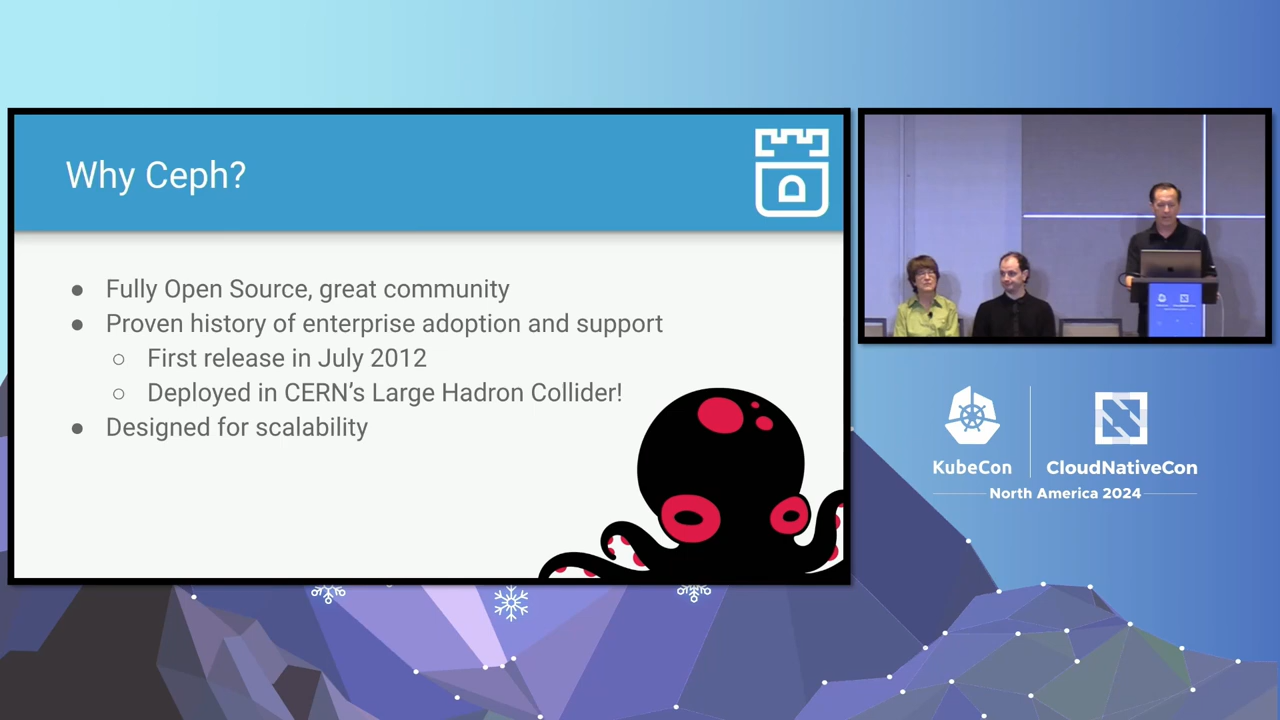 Why Ceph?
Fully Open Source, great community
Proven history of enterprise adoption and support
First release in July 2012
Deployed in CERN's Large Hadron Collider!
Designed for scalability
KubeCon
CloudNativeCon
North America 2024